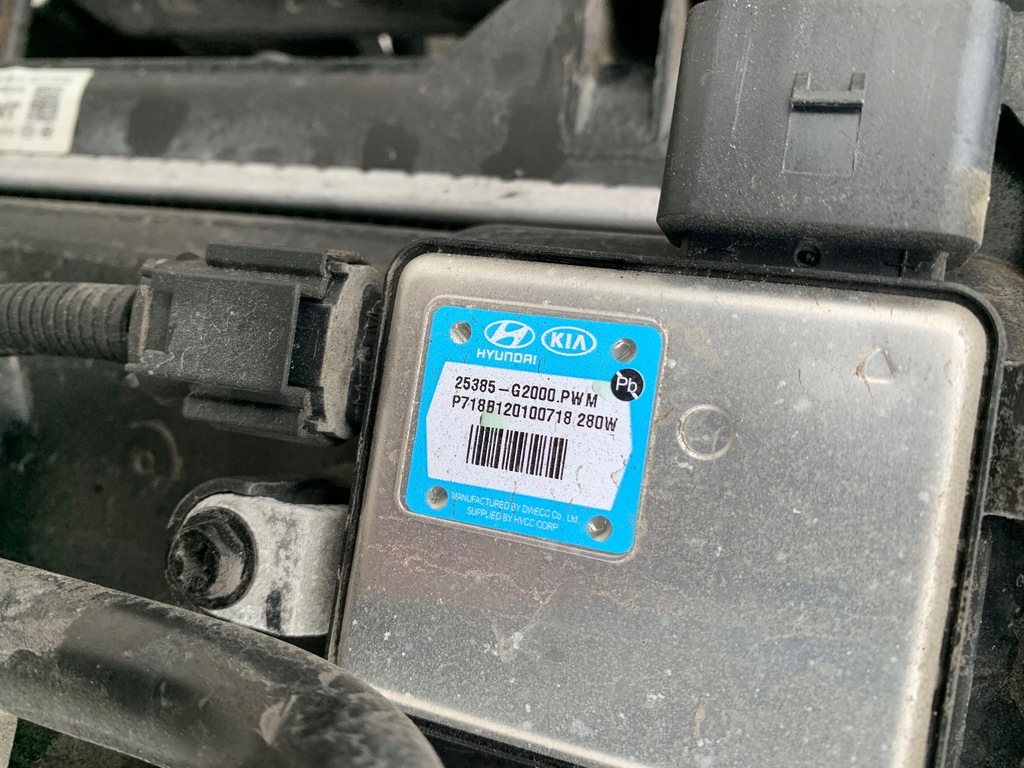 HYUNDAI KIA
Pb
25385-G2000.PWM
P718B120100718 280W
MANUFACTURED BY DWECC Co., Ltd
SUPPLIED BY HVCC CORP